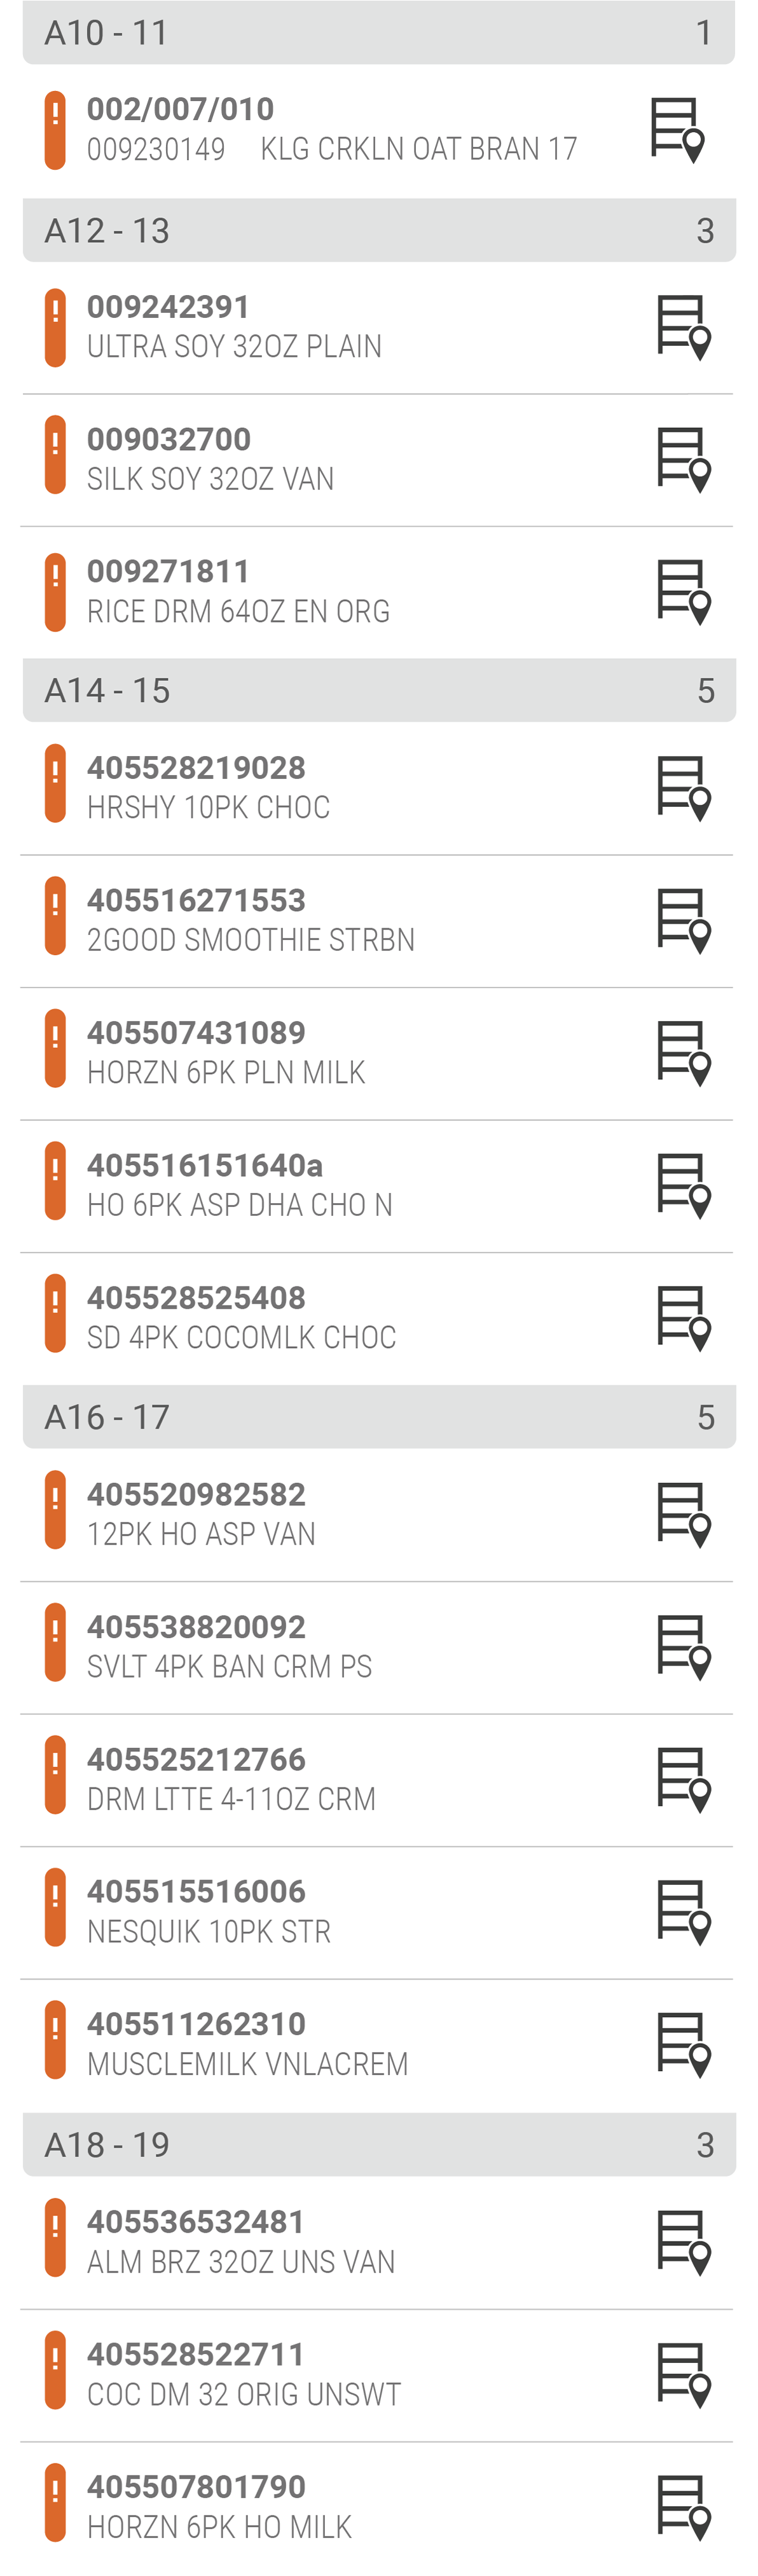 A10 - 11 1
! 002/007/010
009230149 KLG CRKLN OAT BRAN 17
A12 - 13 3
! 009242391
ULTRA SOY 32OZ PLAIN
! 009032700
SILK SOY 32OZ VAN
! 009271811
RICE DRM 64OZ EN ORG
A14 - 15 5
! 405528219028
HRSHY 10PK CHOC
! 405516271553
2GOOD SMOOTHIE STRBN
! 405507431089
HORZN 6PK PLN MILK
! 405516151640a
HO 6PK ASP DHA CHO N
! 405528525408
SD 4PK COCOMLK CHOC
A16 - 17 5
! 405520982582
12PK HO ASP VAN
! 405538820092
SVLT 4PK BAN CRM PS
! 405525212766
DRM LTTE 4-11OZ CRM
! 405515516006
NESQUIK 10PK STR
! 405511262310
MUSCLEMILK VNLACREM
A18 - 19 3
! 405536532481
ALM BRZ 32OZ UNS VAN
! 405528522711
COC DM 32 ORIG UNSWT
! 405507801790
HORZN 6PK HO MILK